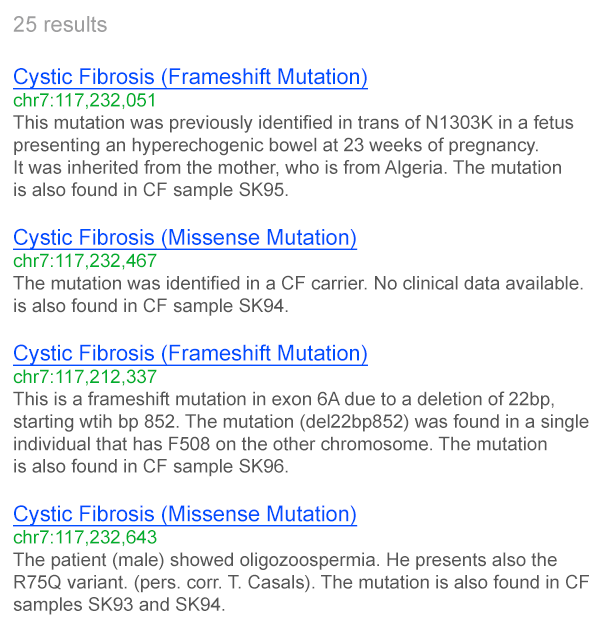 25 results
Cystic Fibrosis (Frameshift Mutation)
chr7:117,232,051
This mutation was previously identified in trans of N1303K in a fetus
presenting an hyperechogenic bowel at 23 weeks of pregnancy.
It was inherited from the mother, who is from Algeria. The mutation
is also found in CF sample SK95.
Cystic Fibrosis (Missense Mutation)
chr7:117,232,467
The mutation was identified in a CF carrier. No clinical data available.
is also found in CF sample SK94.
Cystic Fibrosis (Frameshift Mutation)
chr7:117,212,337
This is a frameshift mutation in exon 6A due to a deletion of 22bp,
starting wtih bp 852. The mutation (del22bp852) was found in a single
individual that has F508 on the other chromosome. The mutation
is also found in CF sample SK96.
Cystic Fibrosis (Missense Mutation)
chr7:117,232,643
The patient (male) showed oligozoospermia. He presents also the
R75Q variant. (pers. corr. T. Casals). The mutation is also found in CF
samples SK93 and SK94.